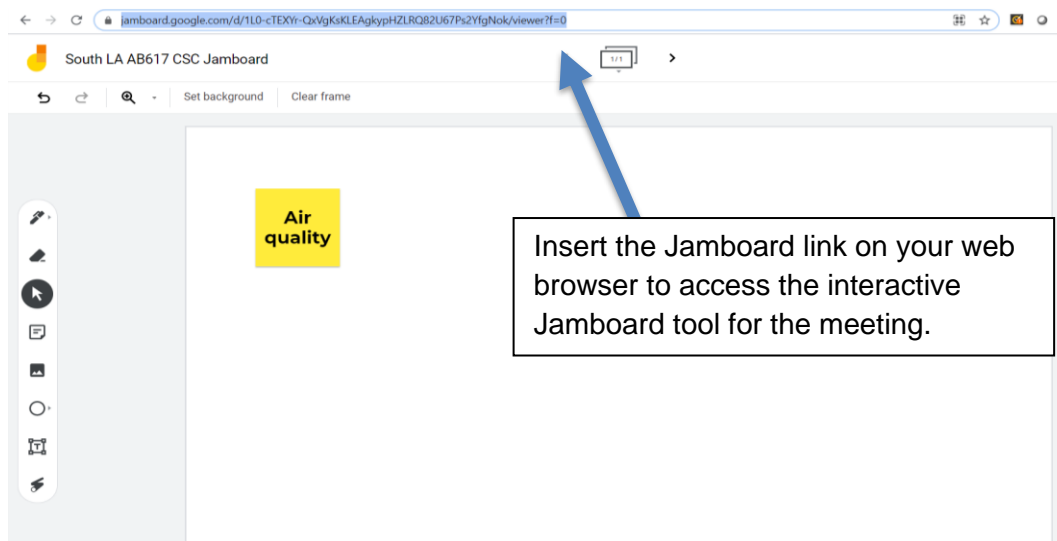 jamboard.google.com/d/1L0-cTEXYr-QxVgKsKLEAgkypHZLRQ82U67Ps2YfgNok/viewer?f=0
South LA AB617 CSC Jamboard
1/1
Set background Clear frame
Air
quality
Insert the Jamboard link on your web
browser to access the interactive
Jamboard tool for the meeting.
T